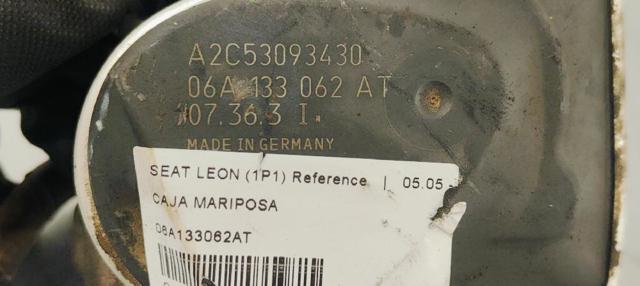 A2C53093430
06A 133 062 AT
07.36.3 I.
MADE IN GERMANY
SEAT LEON (1P1) Reference | 05.05 -
CAJA MARIPOSA
06A133062AT